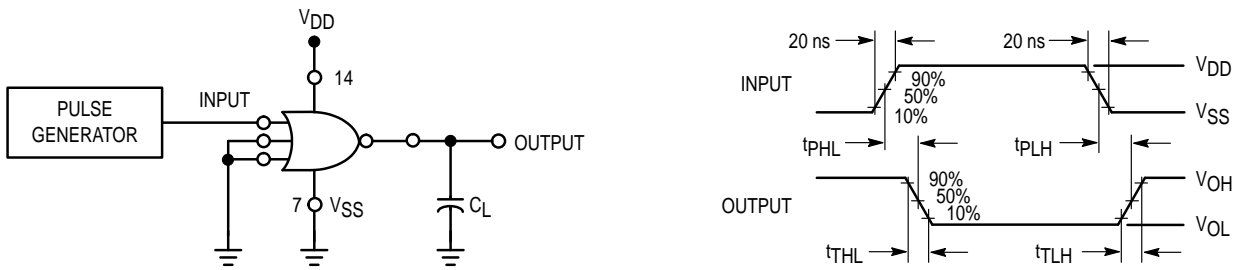 VDD
14
PULSE
GENERATOR
INPUT
OUTPUT
7 VSS
CL
20 ns
20 ns
INPUT
90%
50%
10%
VDD
VSS
tPHL
tPLH
OUTPUT
90%
50%
10%
VOH
VOL
tTHL
tTLH